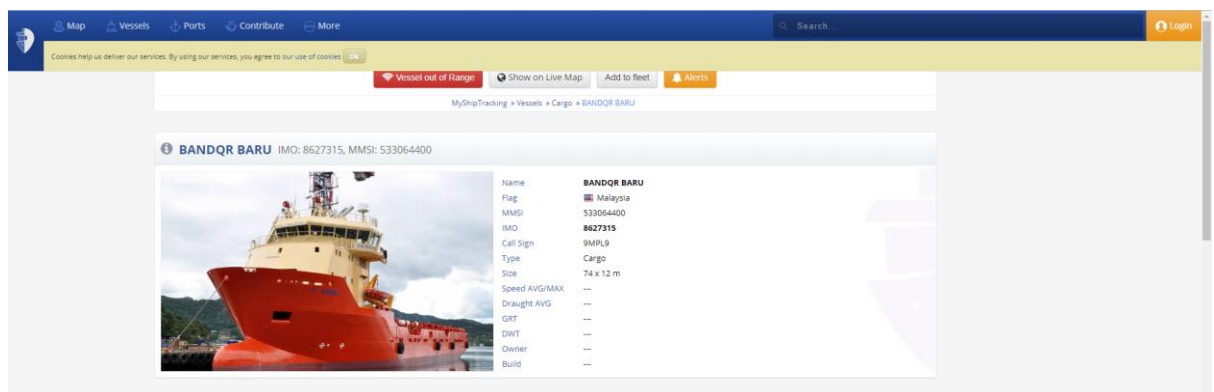 Map Vessels Ports Contribute More Search... Login
Cookies help us deliver our services. By using our services, you agree to our use of cookies OK
Vessel out of Range Show on Live Map Add to fleet Alerts
MyShipTracking » Vessels » Cargo » BANDQR BARU
BANDQR BARU IMO: 8627315, MMSI: 533064400
Name BANDQR BARU
Flag Malaysia
MMSI 533064400
IMO 8627315
Call Sign 9MPL9
Type Cargo
Size 74 x 12 m
Speed AVG/MAX ---
Draught AVG ---
GRT ---
DWT ---
Owner ---
Build ---